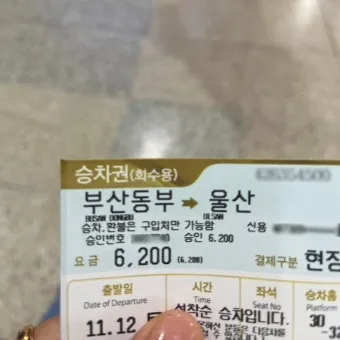 승차권(회수용)
부산동부 → 울산
BUSAN DONGBU ULSAN
승차.환불은 구입처만 가능함 신용
승인번호 승인 6,200
요 금 6,200 (6,200) 결제구분 현장
출발일 시간 좌석 승차홈
Date of Departure Time Seat No Platform
11.12 선착순 승차입니다. 30
-32